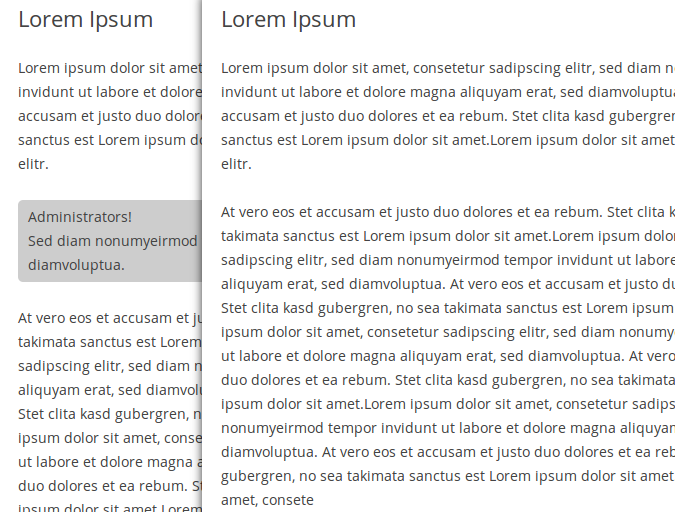 Lorem Ipsum
Lorem ipsum dolor sit amet
invidunt ut labore et dolore
accusam et justo duo dolor
sanctus est Lorem ipsum do
elitr.
Administrators!
Sed diam nonumyeirmod
diamvoluptua.
At vero eos et accusam et ju
takimata sanctus est Lorem
sadipscing elitr, sed diam n
aliquyam erat, sed diamvolu
Stet clita kasd gubergren, n
ipsum dolor sit amet, conse
ut labore et dolore magna a
duo dolores et ea rebum. St
ipsum dolor sit amet.Lorem
Lorem Ipsum
Lorem ipsum dolor sit amet, consetetur sadipscing elitr, sed diam n
invidunt ut labore et dolore magna aliquyam erat, sed diamvoluptua
accusam et justo duo dolores et ea rebum. Stet clita kasd gubergren
sanctus est Lorem ipsum dolor sit amet.Lorem ipsum dolor sit amet
elitr.
At vero eos et accusam et justo duo dolores et ea rebum. Stet clita k
takimata sanctus est Lorem ipsum dolor sit amet.Lorem ipsum dolor
sadipscing elitr, sed diam nonumyeirmod tempor invidunt ut labore
aliquyam erat, sed diamvoluptua. At vero eos et accusam et justo du
Stet clita kasd gubergren, no sea takimata sanctus est Lorem ipsum
ipsum dolor sit amet, consetetur sadipscing elitr, sed diam nonumy
ut labore et dolore magna aliquyam erat, sed diamvoluptua. At vero
duo dolores et ea rebum. Stet clita kasd gubergren, no sea takimata
ipsum dolor sit amet.Lorem ipsum dolor sit amet, consetetur sadips
nonumyeirmod tempor invidunt ut labore et dolore magna aliquyam
diamvoluptua. At vero eos et accusam et justo duo dolores et ea reb
gubergren, no sea takimata sanctus est Lorem ipsum dolor sit amet
amet, consete